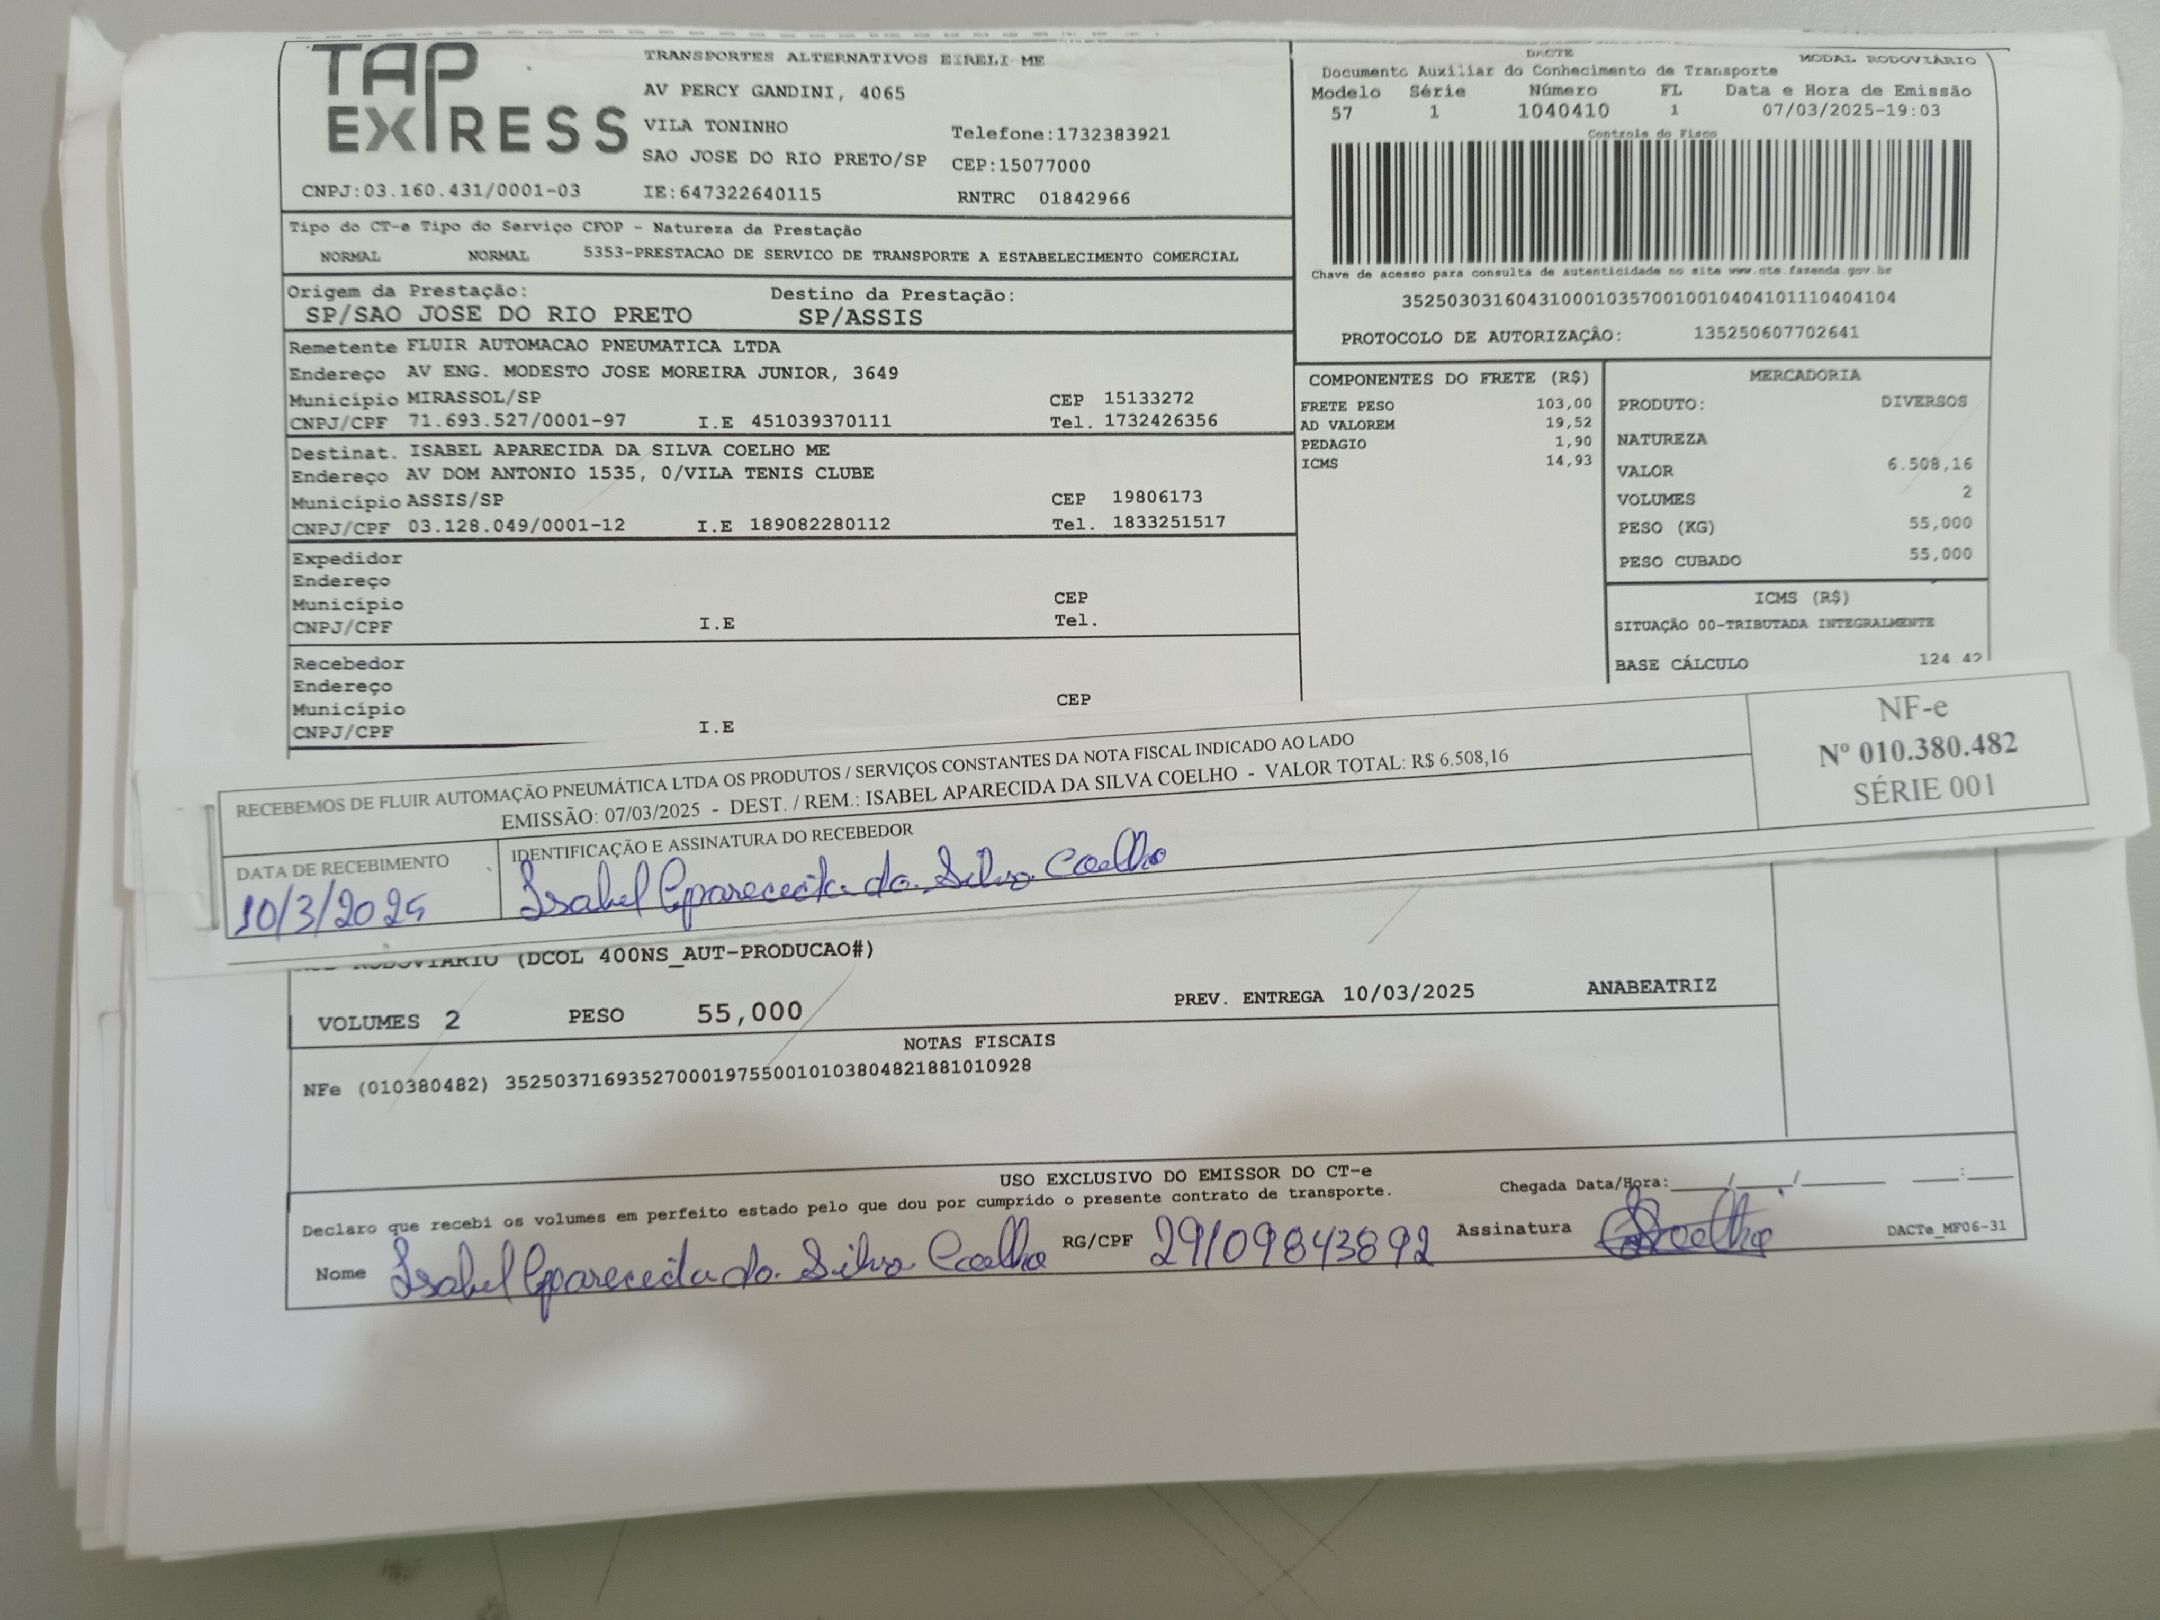 TAP EXPRESS
TRANSPORTES ALTERNATIVOS EIRELI ME
AV PERCY GANDINI, 4065
VILA TONINHO Telefone:1732383921
SAO JOSE DO RIO PRETO/SP CEP:15077000
CNPJ:03.160.431/0001-03 IE:647322640115 RNTRC 01842966
DACTE MODAL RODOVIÁRIO
Documento Auxiliar do Conhecimento de Transporte
Modelo Série Número FL Data e Hora de Emissão
57 1 1040410 1 07/03/2025-19:03
Controle do Fisco
Chave de acesso para consulta de autenticidade no site www.cte.fazenda.gov.br
35250303160431000103570010010404101110404104
PROTOCOLO DE AUTORIZAÇÃO: 135250607702641
Tipo do CT-e Tipo do Serviço CFOP - Natureza da Prestação
NORMAL NORMAL 5353-PRESTACAO DE SERVICO DE TRANSPORTE A ESTABELECIMENTO COMERCIAL
Origem da Prestação: Destino da Prestação:
SP/SAO JOSE DO RIO PRETO SP/ASSIS
Remetente FLUIR AUTOMACAO PNEUMATICA LTDA
Endereço AV ENG. MODESTO JOSE MOREIRA JUNIOR, 3649
Município MIRASSOL/SP CEP 15133272
CNPJ/CPF 71.693.527/0001-97 I.E 451039370111 Tel. 1732426356
Destinat. ISABEL APARECIDA DA SILVA COELHO ME
Endereço AV DOM ANTONIO 1535, 0/VILA TENIS CLUBE
Município ASSIS/SP CEP 19806173
CNPJ/CPF 03.128.049/0001-12 I.E 189082280112 Tel. 1833251517
Expedidor
Endereço
Município CEP
CNPJ/CPF I.E Tel.
Recebedor
Endereço
Município CEP
CNPJ/CPF I.E
COMPONENTES DO FRETE (R$)
FRETE PESO 103,00
AD VALOREM 19,52
PEDAGIO 1,90
ICMS 14,93
MERCADORIA
PRODUTO: DIVERSOS
NATUREZA
VALOR 6.508,16
VOLUMES 2
PESO (KG) 55,000
PESO CUBADO 55,000
ICMS (R$)
SITUAÇÃO 00-TRIBUTADA INTEGRALMENTE
BASE CÁLCULO 124,42
RECEBEMOS DE FLUIR AUTOMAÇÃO PNEUMÁTICA LTDA OS PRODUTOS / SERVIÇOS CONSTANTES DA NOTA FISCAL INDICADO AO LADO
EMISSÃO: 07/03/2025 - DEST. / REM.: ISABEL APARECIDA DA SILVA COELHO - VALOR TOTAL: R$ 6.508,16
NF-e
Nº 010.380.482
SÉRIE 001
DATA DE RECEBIMENTO IDENTIFICAÇÃO E ASSINATURA DO RECEBEDOR
10/3/2025 Isabel Aparecida da Silva Coelho
RODOVIARIO (DCOL 400NS_AUT-PRODUCAO#)
VOLUMES 2 PESO 55,000 PREV. ENTREGA 10/03/2025 ANABEATRIZ
NOTAS FISCAIS
NFe (010380482) 35250371693527000197550010103804821881010928
USO EXCLUSIVO DO EMISSOR DO CT-e
Declaro que recebi os volumes em perfeito estado pelo que dou por cumprido o presente contrato de transporte. Chegada Data/Hora:____/____/____ __:__
Nome Isabel Aparecida da Silva Coelho RG/CPF 29109843892 Assinatura Coelho DACTe_MF06-31